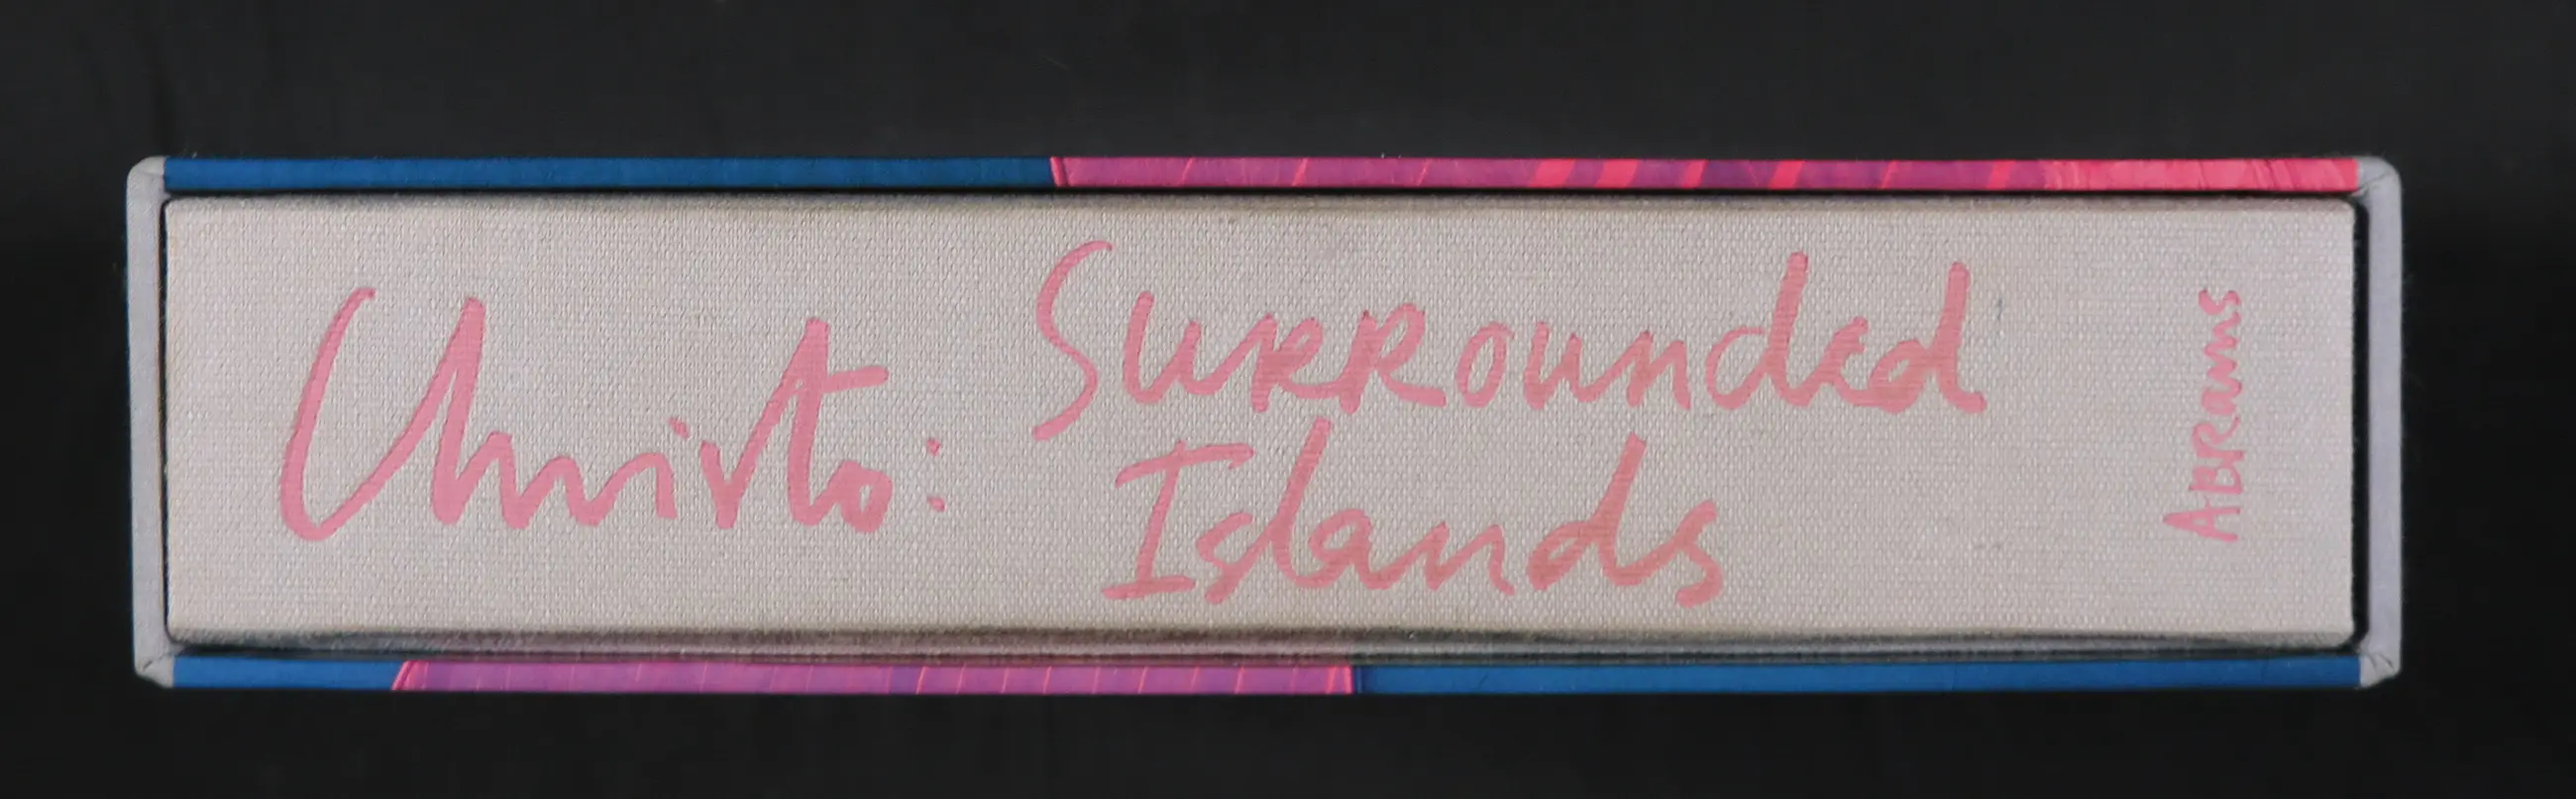 Christo:
Surrounded
Islands
Abrams